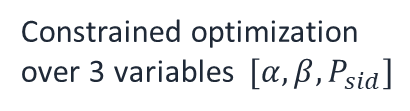 Constrained optimization
over 3 variables [α, β, P_sid]